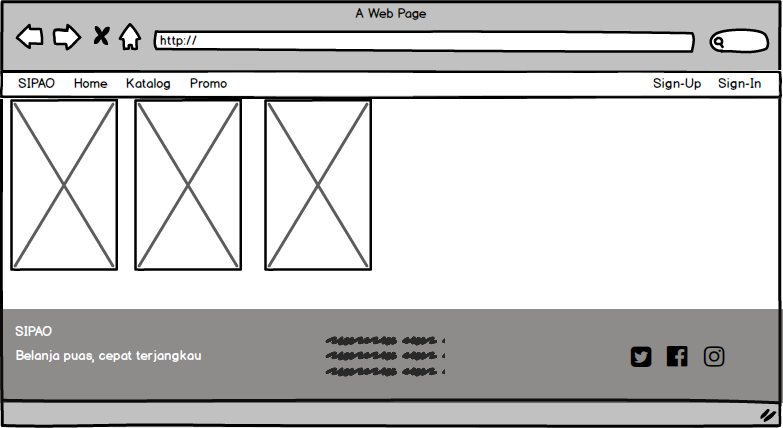 A Web Page
http://
SIPAO Home Katalog Promo Sign-Up Sign-In
SIPAO
Belanja puas, cepat terjangkau